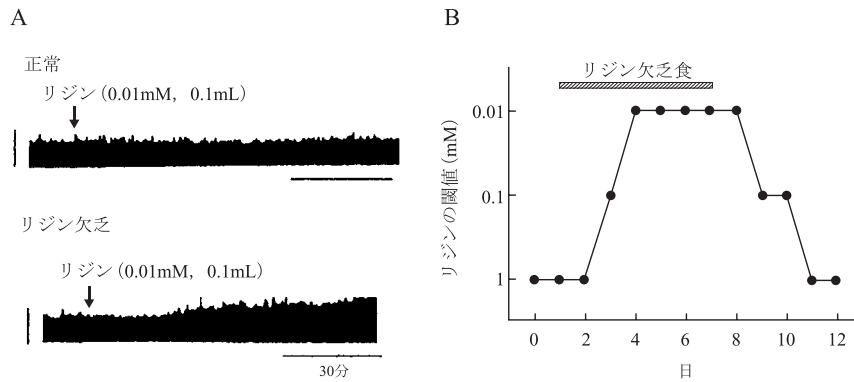 A
正常
リジン (0.01mM, 0.1mL)
リジン欠乏
リジン (0.01mM, 0.1mL)
30分
B
リジン欠乏食
リジンの閾値 (mM)
0.01
0.1
1
0 2 4 6 8 10 12
日